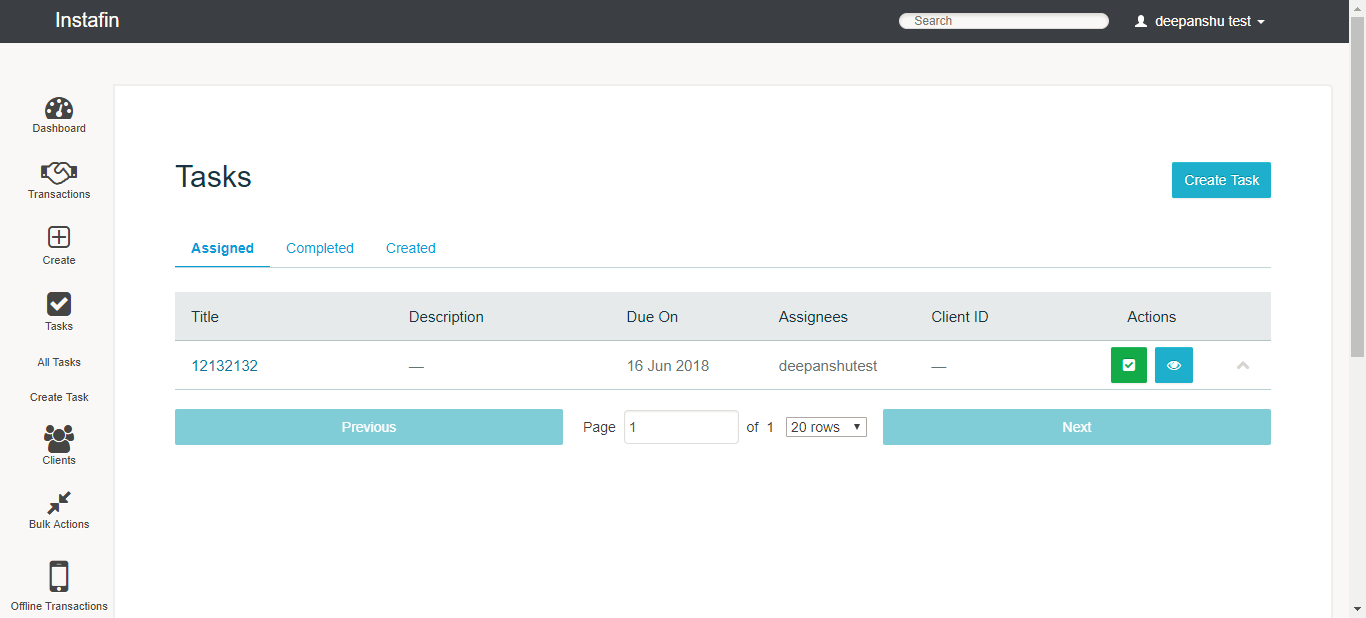 Instafin
Search
deepanshu test
Dashboard
Transactions
Create
Tasks
All Tasks
Create Task
Clients
Bulk Actions
Offline Transactions
Tasks
Create Task
Assigned Completed Created
Title Description Due On Assignees Client ID Actions
12132132 — 16 Jun 2018 deepanshutest —
Previous Page 1 of 1 20 rows Next